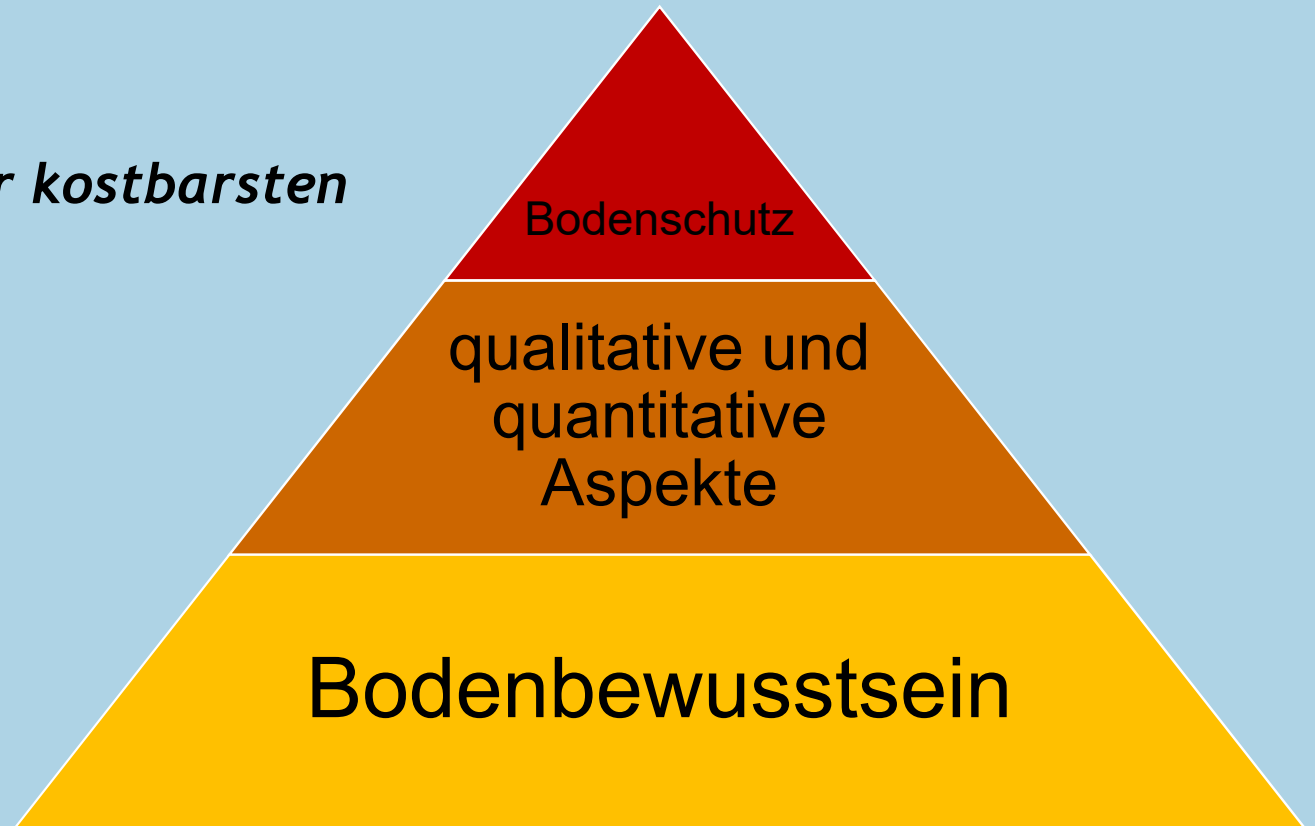 r kostbarsten
Bodenschutz
qualitative und
quantitative
Aspekte
Bodenbewusstsein